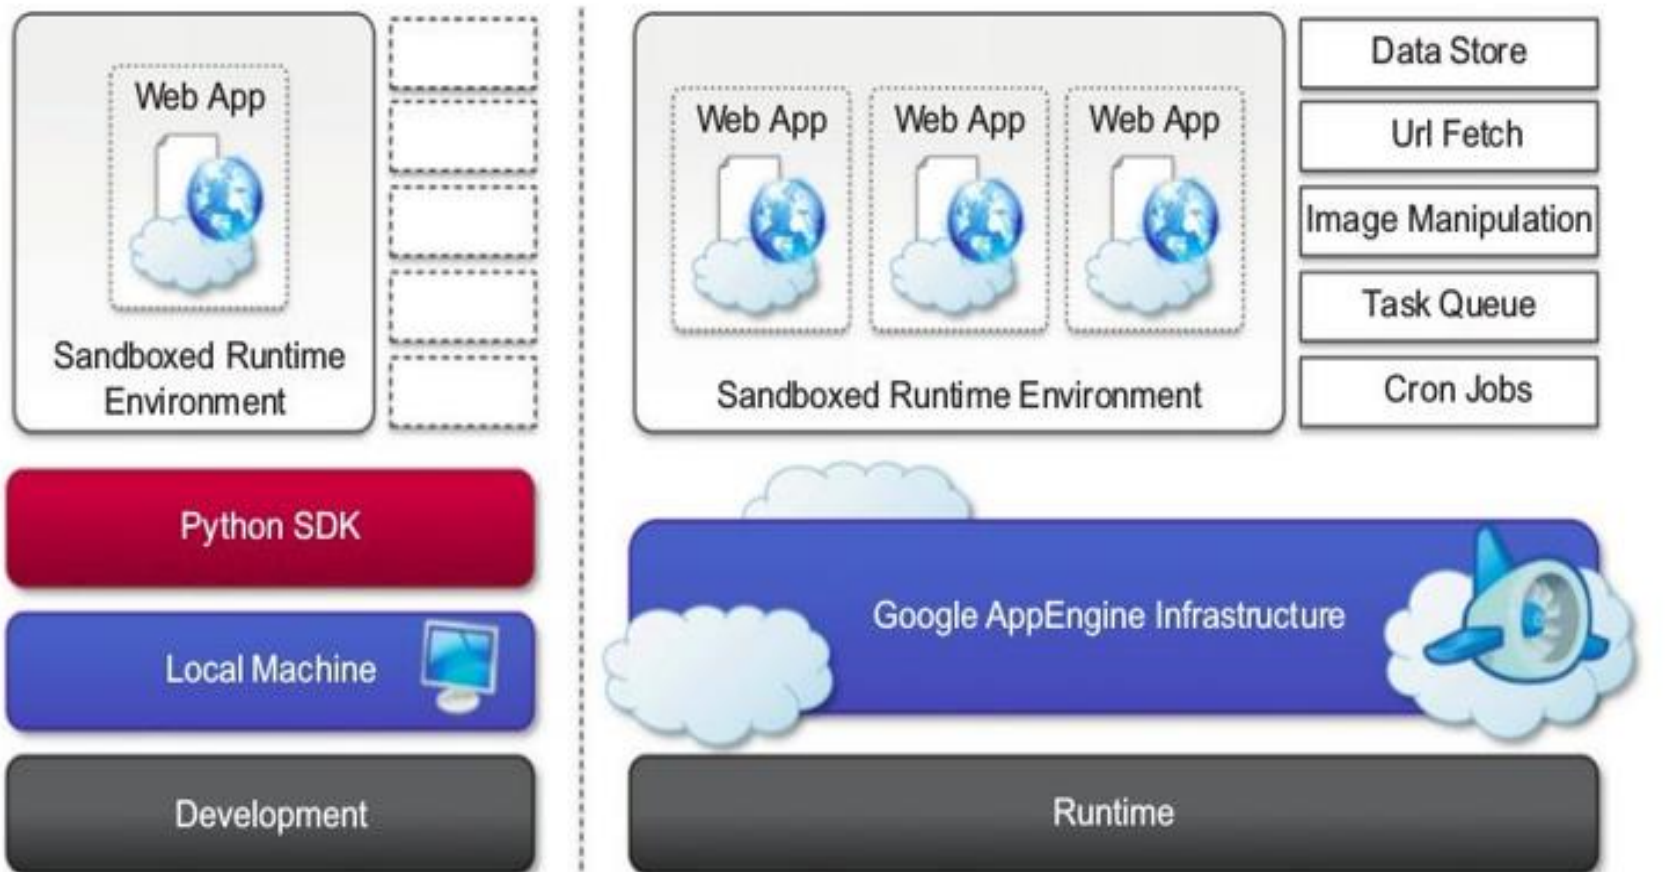 Web App
Sandboxed Runtime
Environment
Python SDK
Local Machine
Development
Web App
Web App
Web App
Sandboxed Runtime Environment
Data Store
Url Fetch
Image Manipulation
Task Queue
Cron Jobs
Google AppEngine Infrastructure
Runtime